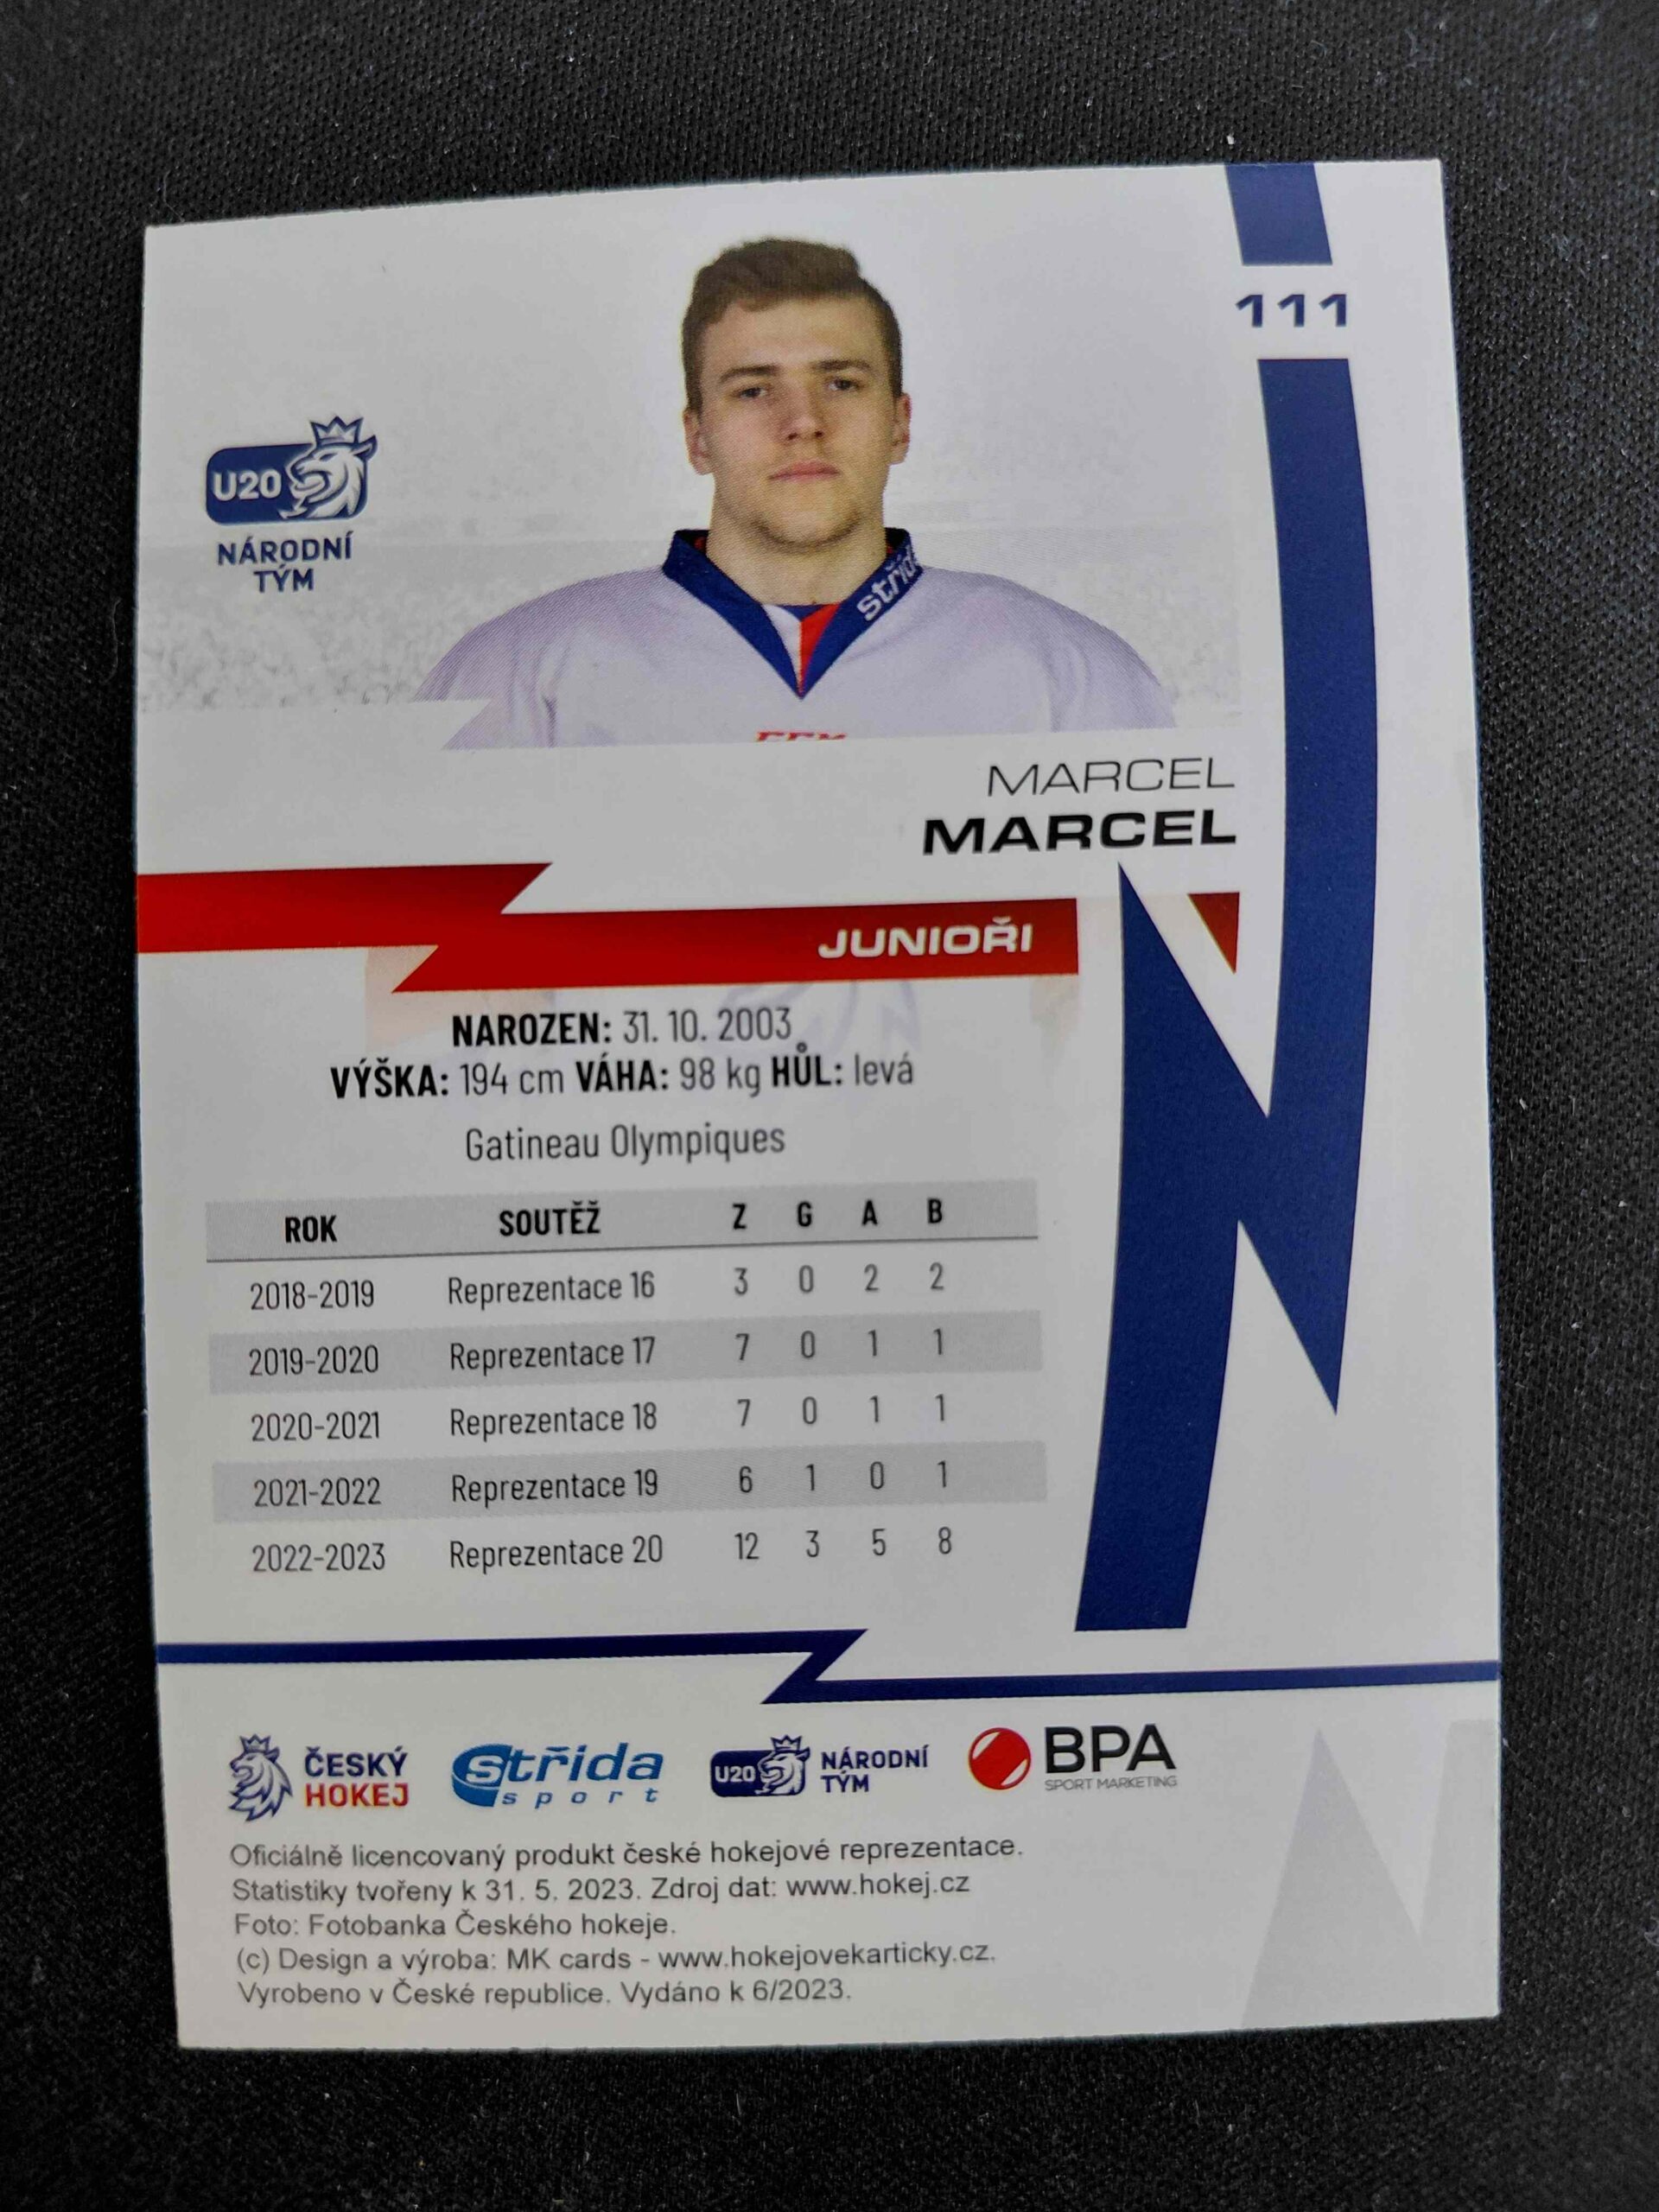 111
U20
NÁRODNÍ
TÝM
střída
MARCEL
MARCEL
JUNIOŘI
NAROZEN: 31. 10. 2003
VÝŠKA: 194 cm VÁHA: 98 kg HŮL: levá
Gatineau Olympiques
ROK SOUTĚŽ Z G A B
2018-2019 Reprezentace 16 3 0 2 2
2019-2020 Reprezentace 17 7 0 1 1
2020-2021 Reprezentace 18 7 0 1 1
2021-2022 Reprezentace 19 6 1 0 1
2022-2023 Reprezentace 20 12 3 5 8
ČESKÝ
HOKEJ
střída
sport
U20
NÁRODNÍ
TÝM
BPA
SPORT MARKETING
Oficiálně licencovaný produkt české hokejové reprezentace.
Statistiky tvořeny k 31. 5. 2023. Zdroj dat: www.hokej.cz
Foto: Fotobanka Českého hokeje.
(c) Design a výroba: MK cards - www.hokejovekarticky.cz.
Vyrobeno v České republice. Vydáno k 6/2023.